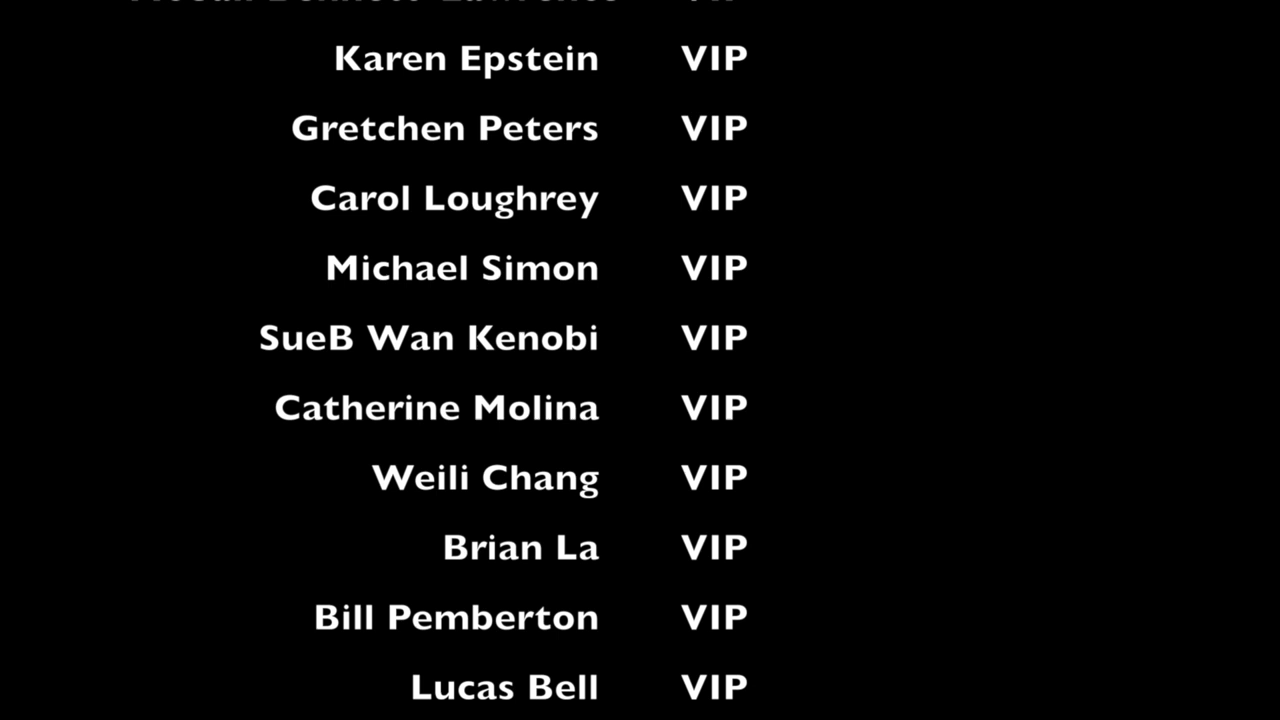 Karen Epstein VIP
Gretchen Peters VIP
Carol Loughrey VIP
Michael Simon VIP
SueB Wan Kenobi VIP
Catherine Molina VIP
Weili Chang VIP
Brian La VIP
Bill Pemberton VIP
Lucas Bell VIP